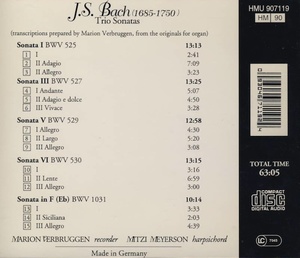 J.S. Bach (1685-1750)
Trio Sonatas
(transcriptions prepared by Marion Verbruggen, from the originals for organ)
HMU 907119
HM 90
Sonata I BWV 525 13:13
1 I 2:41
2 II Adagio 7:09
3 II Allegro 3:23
Sonata III BWV 527 13:25
4 I Andante 5:07
5 II Adagio e dolce 4:50
6 III Vivace 3:28
Sonata V BWV 529 12:58
7 I Allegro 4:30
8 II Largo 5:20
9 III Allegro 3:08
Sonata VI BWV 530 13:15
10 I 3:16
11 II Lente 6:59
12 III Allegro 3:00
Sonata in F (Eb) BWV 1031 10:14
13 I 3:33
14 II Siciliana 2:03
15 III Allegro 4:39
MARION VERBRUGGEN recorder MITZI MEYERSON harpsichord
Made in Germany
TOTAL TIME
63:05
COMPACT
disc
DIGITAL AUDIO
LC 7045